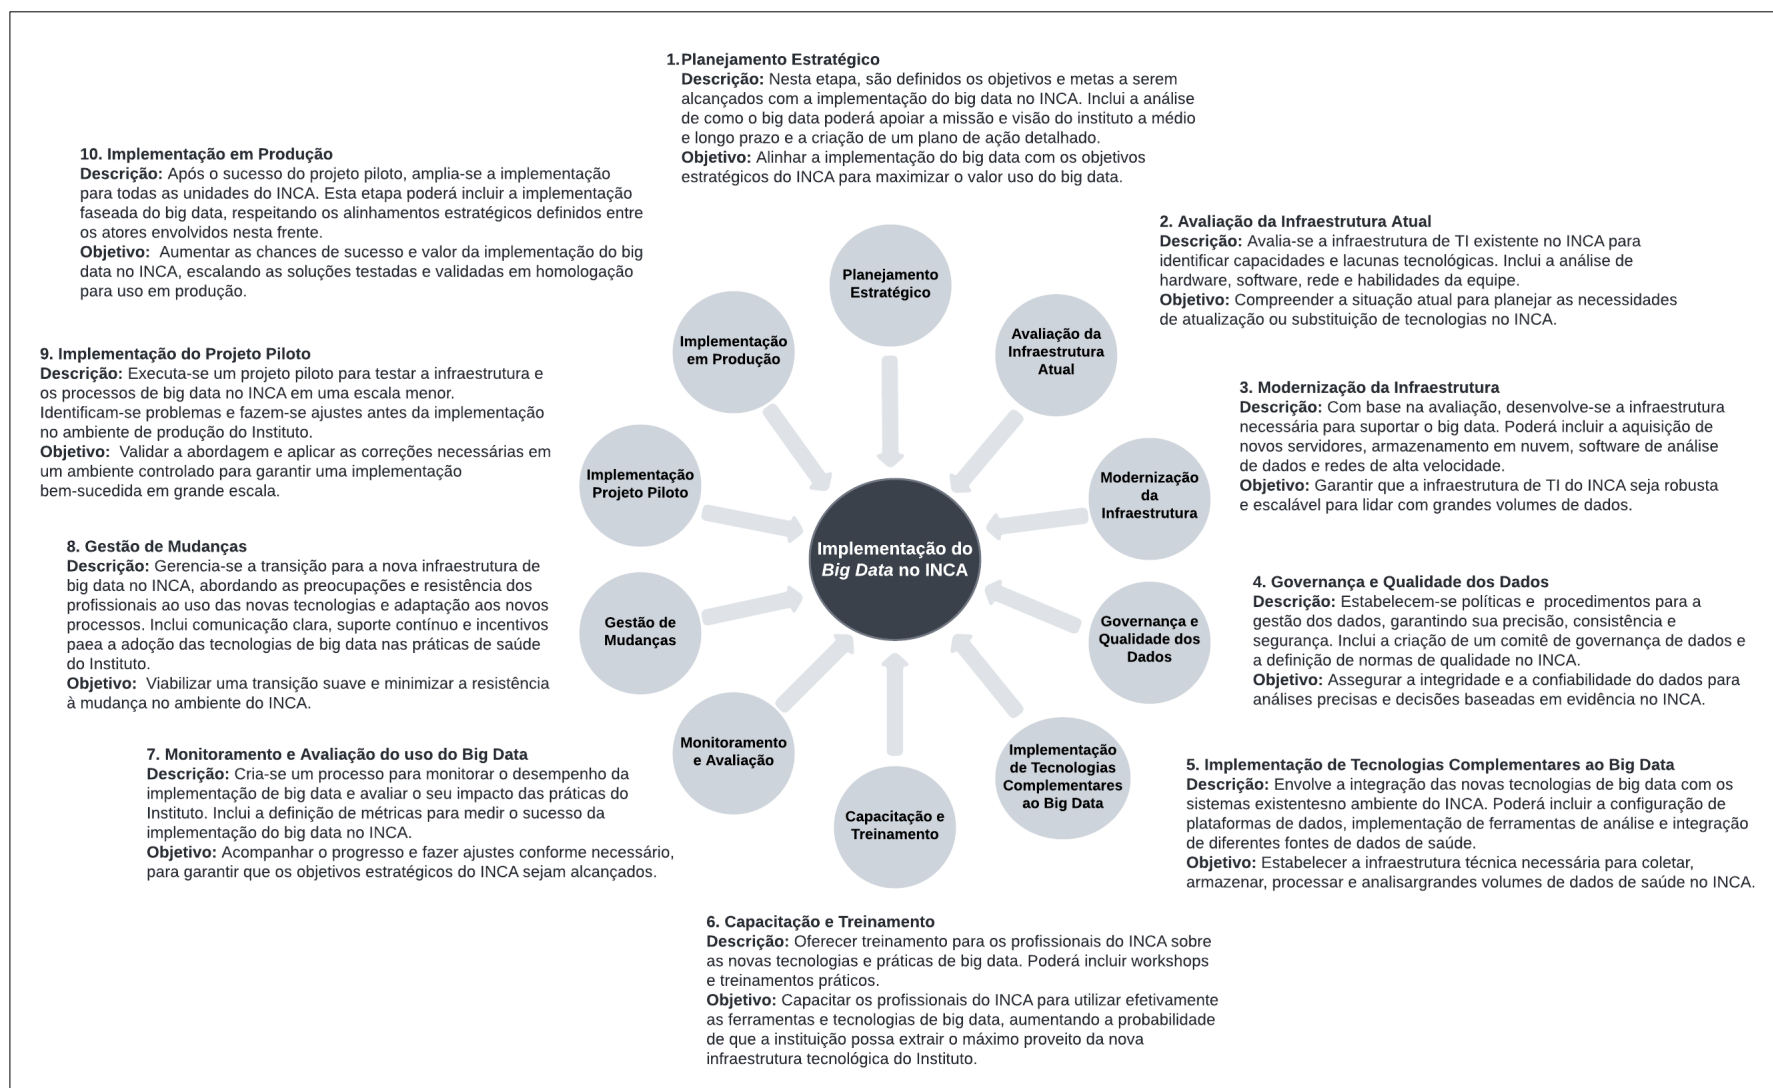 1. Planejamento Estratégico
Descrição: Nesta etapa, são definidos os objetivos e metas a serem
alcançados com a implementação do big data no INCA. Inclui a análise
de como o big data poderá apoiar a missão e visão do instituto a médio
e longo prazo e a criação de um plano de ação detalhado.
Objetivo: Alinhar a implementação do big data com os objetivos
estratégicos do INCA para maximizar o valor uso do big data.
2. Avaliação da Infraestrutura Atual
Descrição: Avalia-se a infraestrutura de TI existente no INCA para
identificar capacidades e lacunas tecnológicas. Inclui a análise de
hardware, software, rede e habilidades da equipe.
Objetivo: Compreender a situação atual para planejar as necessidades
de atualização ou substituição de tecnologias no INCA.
3. Modernização da Infraestrutura
Descrição: Com base na avaliação, desenvolve-se a infraestrutura
necessária para suportar o big data. Poderá incluir a aquisição de
novos servidores, armazenamento em nuvem, software de análise
de dados e redes de alta velocidade.
Objetivo: Garantir que a infraestrutura de TI do INCA seja robusta
e escalável para lidar com grandes volumes de dados.
4. Governança e Qualidade dos Dados
Descrição: Estabelecem-se políticas e procedimentos para a
gestão dos dados, garantindo sua precisão, consistência e
segurança. Inclui a criação de um comitê de governança de dados e
a definição de normas de qualidade no INCA.
Objetivo: Assegurar a integridade e a confiabilidade do dados para
análises precisas e decisões baseadas em evidência no INCA.
5. Implementação de Tecnologias Complementares ao Big Data
Descrição: Envolve a integração das novas tecnologias de big data com os
sistemas existentesno ambiente do INCA. Poderá incluir a configuração de
plataformas de dados, implementação de ferramentas de análise e integração
de diferentes fontes de dados de saúde.
Objetivo: Estabelecer a infraestrutura técnica necessária para coletar,
armazenar, processar e analisargrandes volumes de dados de saúde no INCA.
6. Capacitação e Treinamento
Descrição: Oferecer treinamento para os profissionais do INCA sobre
as novas tecnologias e práticas de big data. Poderá incluir workshops
e treinamentos práticos.
Objetivo: Capacitar os profissionais do INCA para utilizar efetivamente
as ferramentas e tecnologias de big data, aumentando a probabilidade
de que a instituição possa extrair o máximo proveito da nova
infraestrutura tecnológica do Instituto.
7. Monitoramento e Avaliação do uso do Big Data
Descrição: Cria-se um processo para monitorar o desempenho da
implementação de big data e avaliar o seu impacto das práticas do
Instituto. Inclui a definição de métricas para medir o sucesso da
implementação do big data no INCA.
Objetivo: Acompanhar o progresso e fazer ajustes conforme necessário,
para garantir que os objetivos estratégicos do INCA sejam alcançados.
8. Gestão de Mudanças
Descrição: Gerencia-se a transição para a nova infraestrutura de
big data no INCA, abordando as preocupações e resistência dos
profissionais ao uso das novas tecnologias e adaptação aos novos
processos. Inclui comunicação clara, suporte contínuo e incentivos
paea a adoção das tecnologias de big data nas práticas de saúde
do Instituto.
Objetivo: Viabilizar uma transição suave e minimizar a resistência
à mudança no ambiente do INCA.
9. Implementação do Projeto Piloto
Descrição: Executa-se um projeto piloto para testar a infraestrutura e
os processos de big data no INCA em uma escala menor.
Identificam-se problemas e fazem-se ajustes antes da implementação
no ambiente de produção do Instituto.
Objetivo: Validar a abordagem e aplicar as correções necessárias em
um ambiente controlado para garantir uma implementação
bem-sucedida em grande escala.
10. Implementação em Produção
Descrição: Após o sucesso do projeto piloto, amplia-se a implementação
para todas as unidades do INCA. Esta etapa poderá incluir a implementação
faseada do big data, respeitando os alinhamentos estratégicos definidos entre
os atores envolvidos nesta frente.
Objetivo: Aumentar as chances de sucesso e valor da implementação do big
data no INCA, escalando as soluções testadas e validadas em homologação
para uso em produção.
Planejamento
Estratégico
Avaliação da
Infraestrutura
Atual
Modernização
da
Infraestrutura
Governança e
Qualidade dos
Dados
Implementação
de Tecnologias
Complementares
ao Big Data
Capacitação e
Treinamento
Monitoramento
e Avaliação
Gestão de
Mudanças
Implementação
Projeto Piloto
Implementação
em Produção
Implementação do
Big Data no INCA